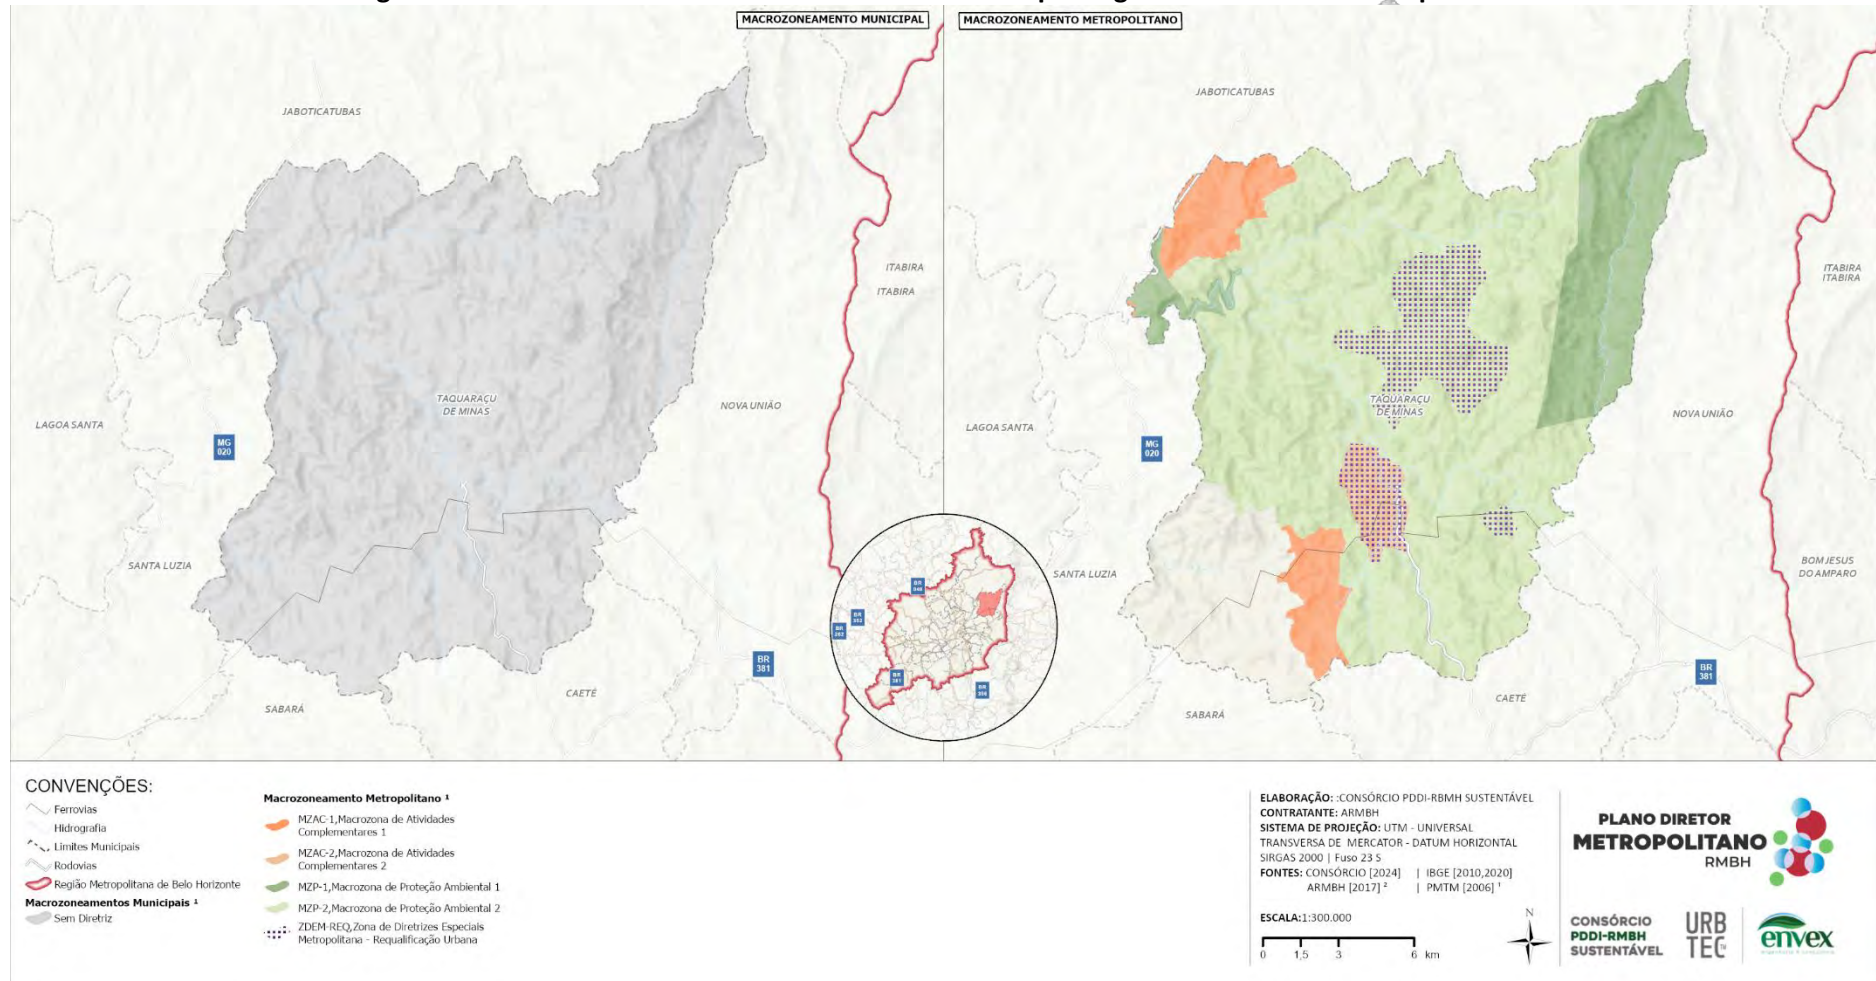 MACROZONEAMENTO MUNICIPAL
MACROZONEAMENTO METROPOLITANO
JABOTICATUBAS
ITABIRA
ITABIRA
TAQUARAÇU
DE MINAS
NOVA UNIÃO
LAGOA SANTA
MG
020
SANTA LUZIA
BR
381
CAETÉ
SABARÁ
JABOTICATUBAS
ITABIRA
ITABIRA
TAQUARAÇU
DE MINAS
NOVA UNIÃO
LAGOA SANTA
MG
020
SANTA LUZIA
BOM JESUS
DO AMPARO
BR
381
CAETÉ
SABARÁ
BR
BR
BR
BR
381
BR
CONVENÇÕES:
Ferrovias
Hidrografia
Limites Municipais
Rodovias
Região Metropolitana de Belo Horizonte
Macrozoneamentos Municipais ¹
Sem Diretriz
Macrozoneamento Metropolitano ¹
MZAC-1,Macrozona de Atividades
Complementares 1
MZAC-2,Macrozona de Atividades
Complementares 2
MZP-1,Macrozona de Proteção Ambiental 1
MZP-2,Macrozona de Proteção Ambiental 2
ZDEM-REQ,Zona de Diretrizes Especiais
Metropolitana - Requalificação Urbana
ELABORAÇÃO: :CONSÓRCIO PDDI-RBMH SUSTENTÁVEL
CONTRATANTE: ARMBH
SISTEMA DE PROJEÇÃO: UTM - UNIVERSAL
TRANSVERSA DE MERCATOR - DATUM HORIZONTAL
SIRGAS 2000 | Fuso 23 S
FONTES: CONSÓRCIO [2024] | IBGE [2010,2020]
ARMBH [2017] ² | PMTM [2006] ¹
ESCALA:1:300.000
0 1,5 3 6 km
N
PLANO DIRETOR
METROPOLITANO
RMBH
CONSÓRCIO
PDDI-RMBH
SUSTENTÁVEL
URB
TEC
envex